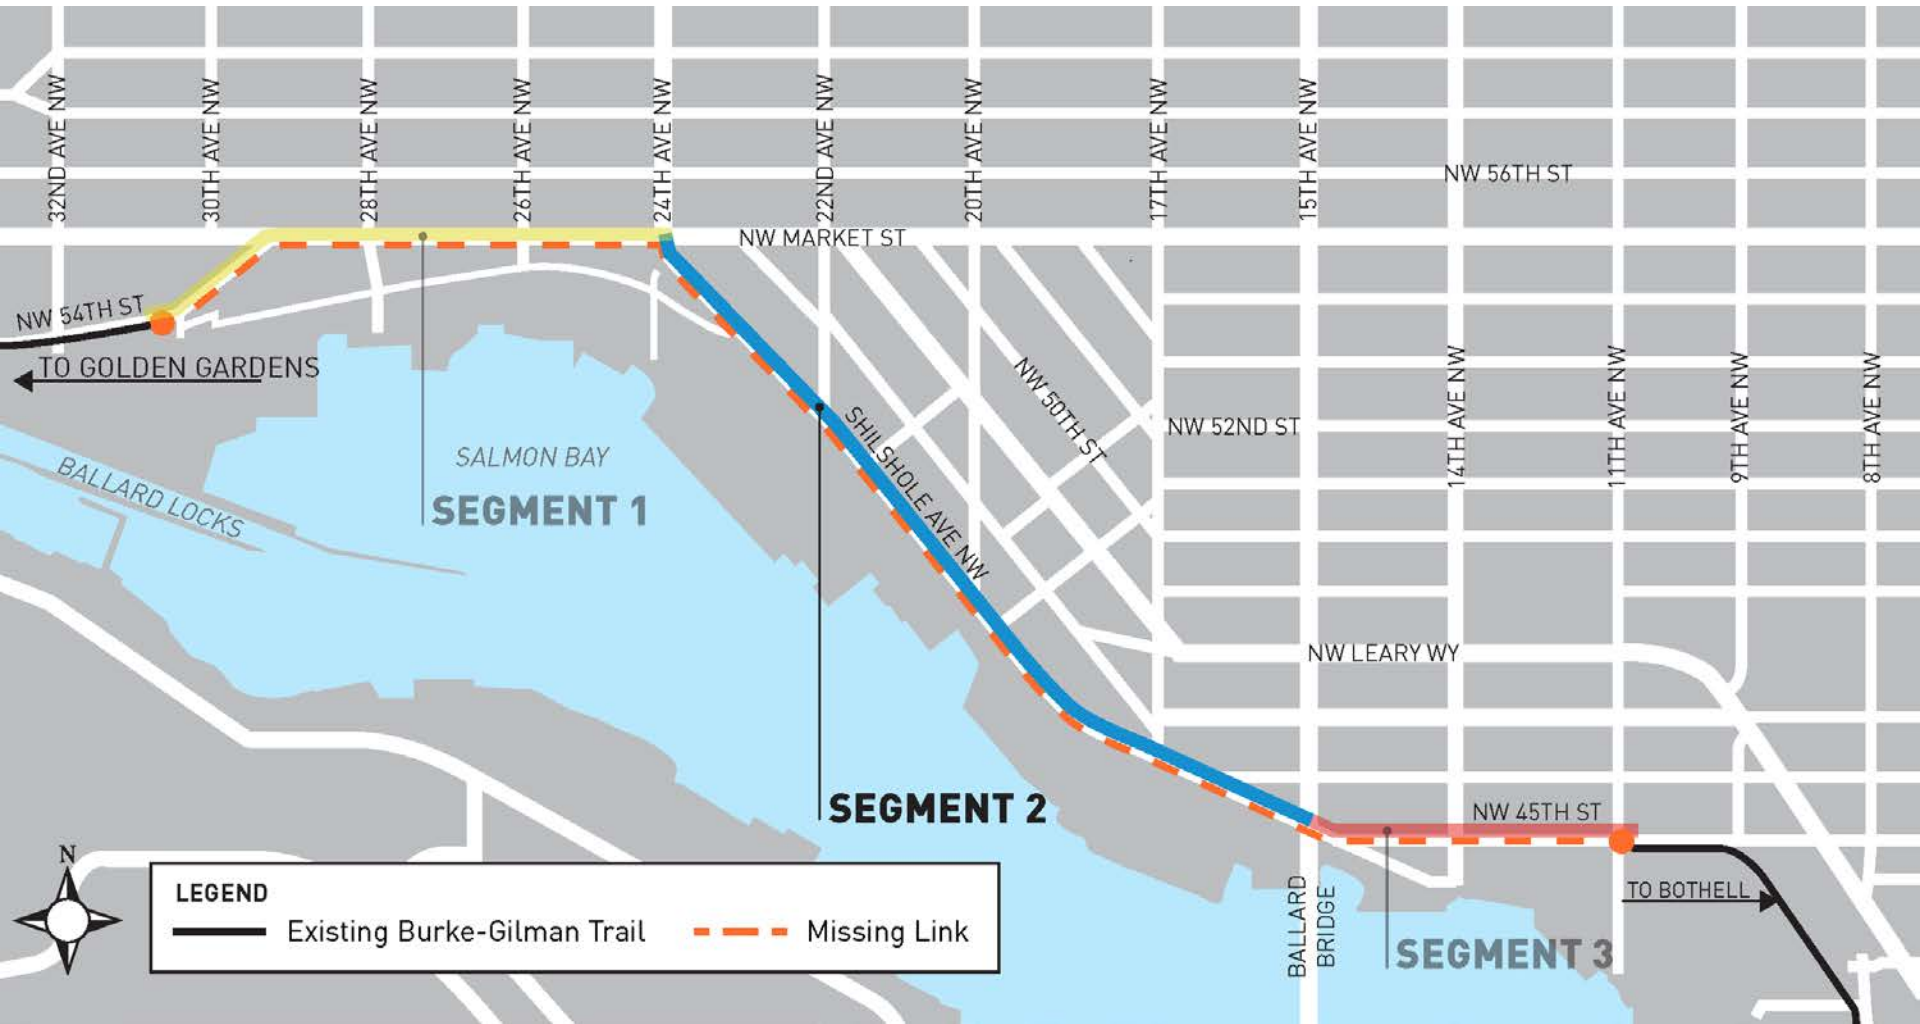 32ND AVE NW
30TH AVE NW
28TH AVE NW
26TH AVE NW
24TH AVE NW
22ND AVE NW
20TH AVE NW
17TH AVE NW
15TH AVE NW
NW 56TH ST
NW MARKET ST
NW 54TH ST
TO GOLDEN GARDENS
BALLARD LOCKS
SALMON BAY
SEGMENT 1
SHILSHOLE AVE NW
NW 50TH ST
NW 52ND ST
14TH AVE NW
11TH AVE NW
9TH AVE NW
8TH AVE NW
NW LEARY WY
SEGMENT 2
NW 45TH ST
TO BOTHELL
BALLARD
BRIDGE
SEGMENT 3
N
LEGEND
Existing Burke-Gilman Trail
Missing Link